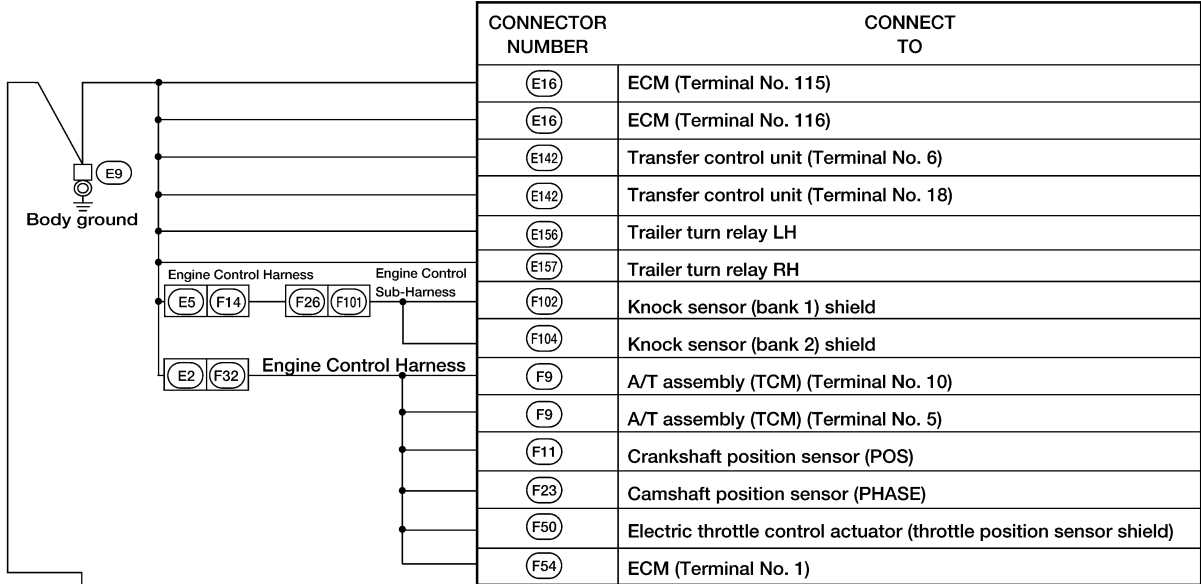 CONNECTOR
NUMBER
CONNECT
TO
E16
ECM (Terminal No. 115)
E16
ECM (Terminal No. 116)
E142
Transfer control unit (Terminal No. 6)
E142
Transfer control unit (Terminal No. 18)
E156
Trailer turn relay LH
E157
Trailer turn relay RH
F102
Knock sensor (bank 1) shield
F104
Knock sensor (bank 2) shield
F9
A/T assembly (TCM) (Terminal No. 10)
F9
A/T assembly (TCM) (Terminal No. 5)
F11
Crankshaft position sensor (POS)
F23
Camshaft position sensor (PHASE)
F50
Electric throttle control actuator (throttle position sensor shield)
F54
ECM (Terminal No. 1)
E9
Body ground
Engine Control Harness
Engine Control
Sub-Harness
E5 F14 F26 F101
E2 F32
Engine Control Harness